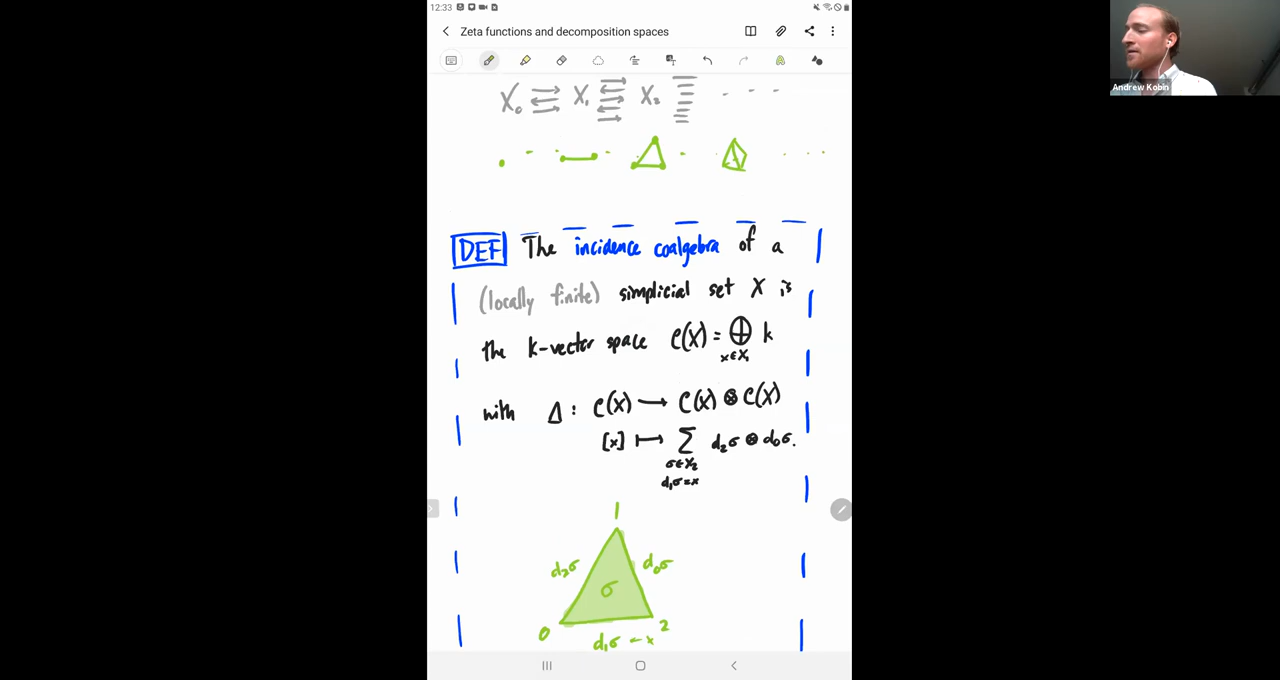 12:33
Zeta functions and decomposition spaces
Andrew Kobin
X₀ X₁ X₂ . . .
DEF The incidence coalgebra of a
(locally finite) simplicial set X is
the k-vector space C(X) = ⊕ k
x∈X₁
with Δ : C(X) → C(X) ⊗ C(X)
[x] ↦ Σ d₂σ ⊗ d₀σ.
σ∈X₂
d₁σ=x
1
d₂σ d₀σ
σ
0 2
d₁σ = x